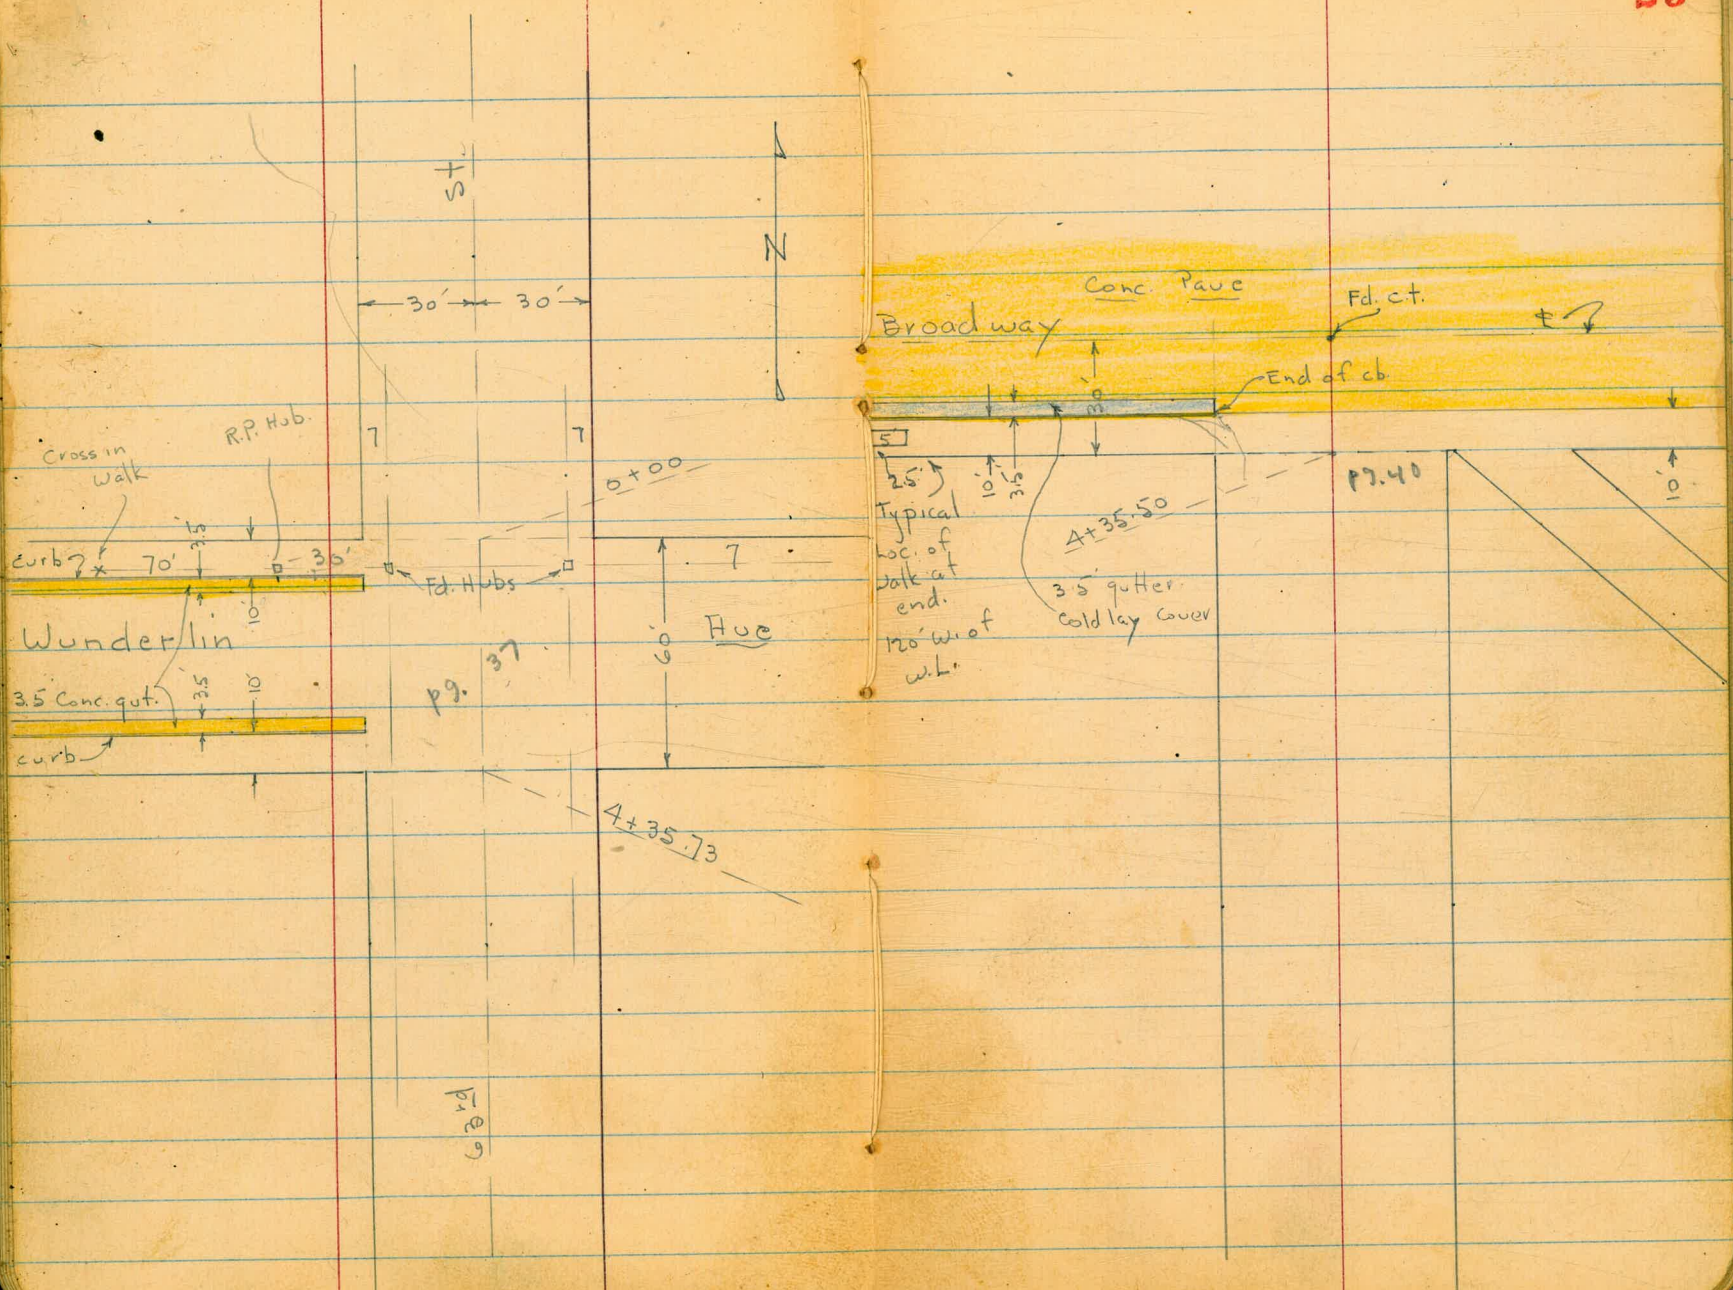 St.
30' 30'
N
R.P. Hub.
Cross in
Walk
7 7
0+00
3.5'
curb
70'
10'
Fd. Hubs
7
Wunderlin
Ave
60'
37
pg.
3.5 Conc. gut.
3.5
10'
curb
4+35.73
63rd
Conc. Pave
Broadway
Fd. c.t.
℄
End of cb.
30'
5'
25'
10'
3.5'
pg. 40
10'
4+35.50
Typical
Loc. of
Walk at
end.
120' W. of
W.L.
3.5' gutter
Cold lay cover